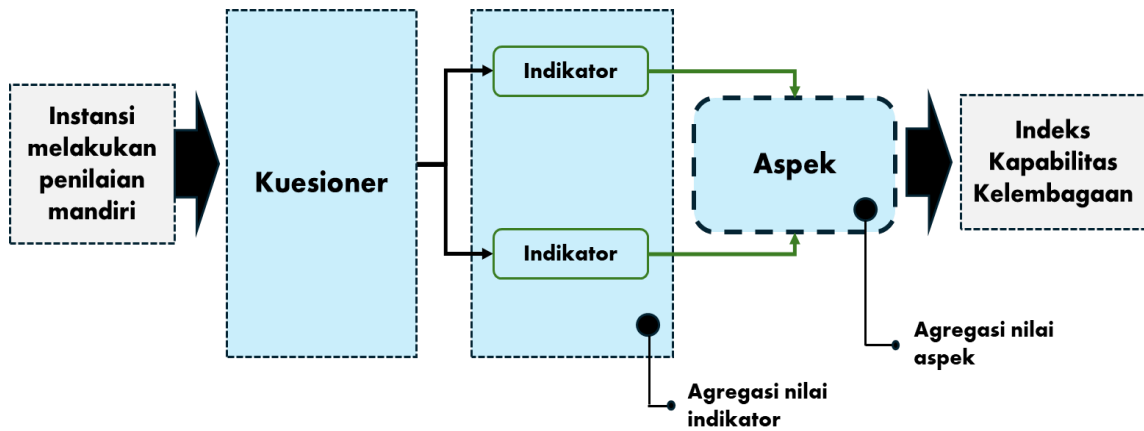 Instansi
melakukan
penilaian
mandiri
Kuesioner
Indikator
Indikator
Agregasi nilai
indikator
Aspek
Agregasi nilai
aspek
Indeks
Kapabilitas
Kelembagaan